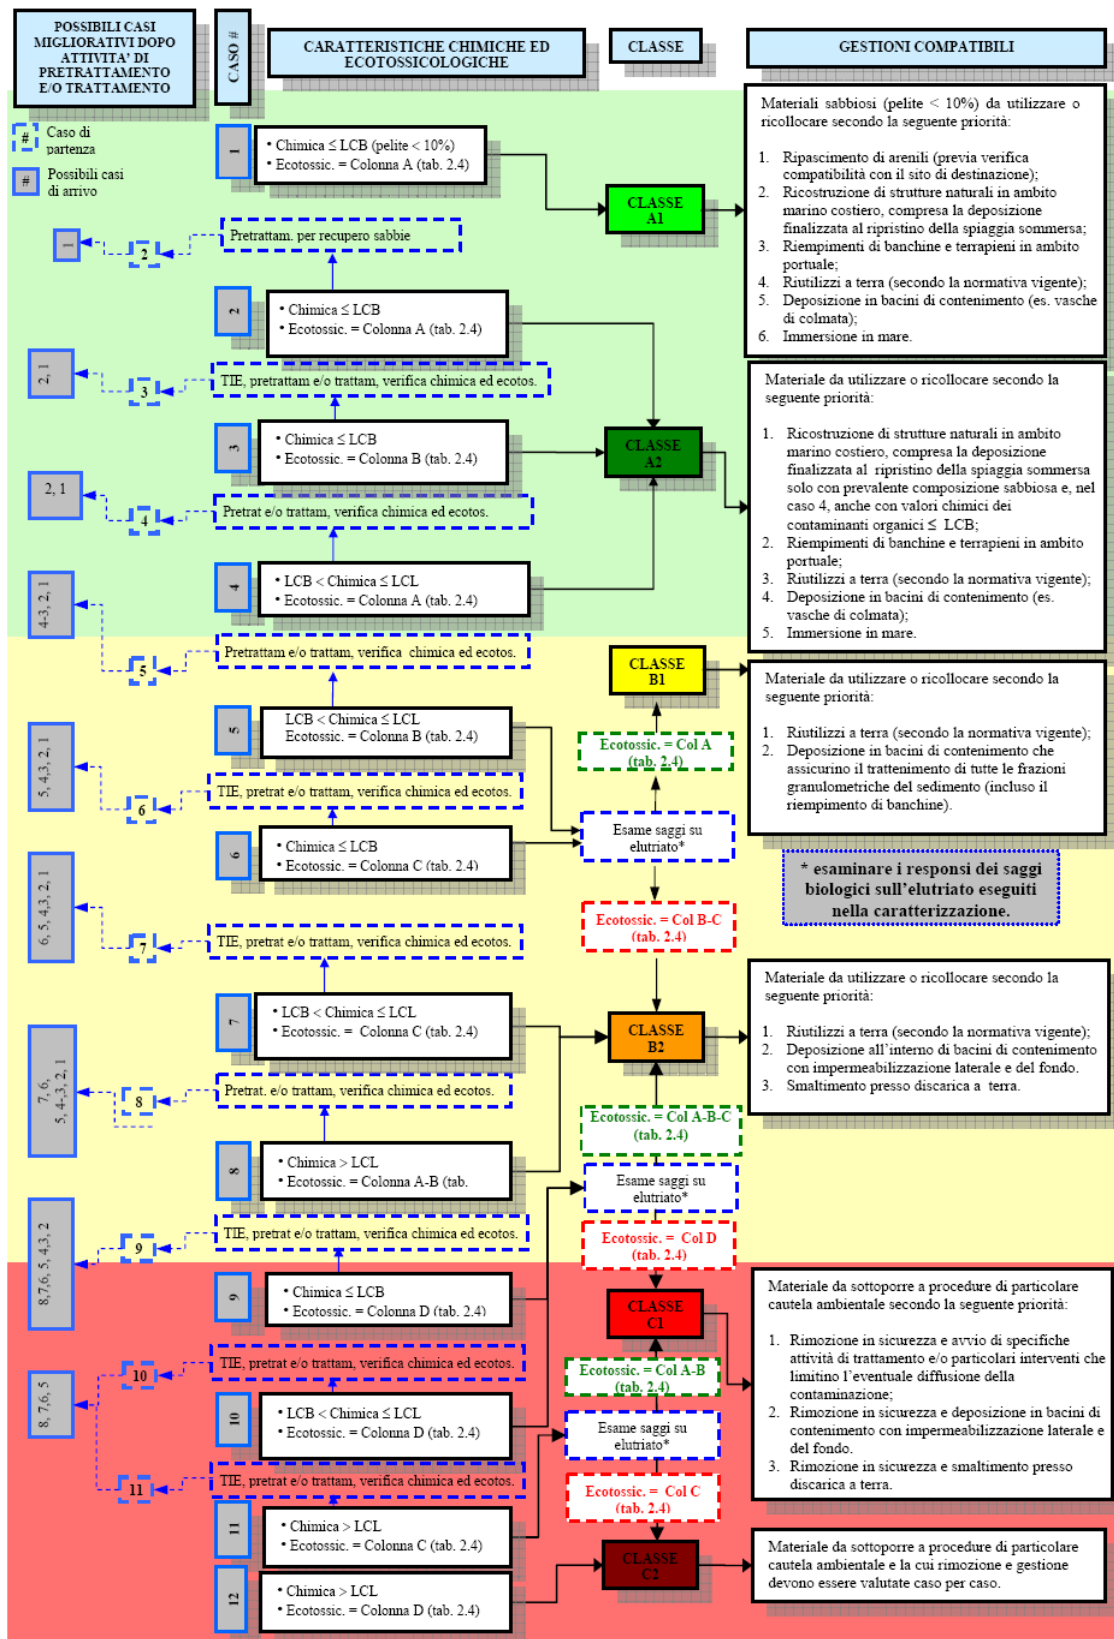 POSSIBILI CASI
MIGLIORATIVI DOPO
ATTIVITA' DI
PRETRATTAMENTO
E/O TRATTAMENTO
CASO #
CARATTERISTICHE CHIMICHE ED
ECOTOSSICOLOGICHE
CLASSE
GESTIONI COMPATIBILI
# Caso di
partenza
# Possibili casi
di arrivo
1
• Chimica ≤ LCB (pelite < 10%)
• Ecotossic. = Colonna A (tab. 2.4)
CLASSE
A1
Materiali sabbiosi (pelite < 10%) da utilizzare o
ricollocare secondo la seguente priorità:
1. Ripascimento di arenili (previa verifica
compatibilità con il sito di destinazione);
2. Ricostruzione di strutture naturali in ambito
marino costiero, compresa la deposizione
finalizzata al ripristino della spiaggia sommersa;
3. Riempimenti di banchine e terrapieni in ambito
portuale;
4. Riutilizzi a terra (secondo la normativa vigente);
5. Deposizione in bacini di contenimento (es. vasche
di colmata);
6. Immersione in mare.
1
2
Pretrattam. per recupero sabbie
2
• Chimica ≤ LCB
• Ecotossic. = Colonna A (tab. 2.4)
2, 1
3
TIE, pretrattam e/o trattam, verifica chimica ed ecotos.
3
• Chimica ≤ LCB
• Ecotossic. = Colonna B (tab. 2.4)
CLASSE
A2
Materiale da utilizzare o ricollocare secondo la
seguente priorità:
1. Ricostruzione di strutture naturali in ambito
marino costiero, compresa la deposizione
finalizzata al ripristino della spiaggia sommersa
solo con prevalente composizione sabbiosa e, nel
caso 4, anche con valori chimici dei
contaminanti organici ≤ LCB;
2. Riempimenti di banchine e terrapieni in ambito
portuale;
3. Riutilizzi a terra (secondo la normativa vigente);
4. Deposizione in bacini di contenimento (es.
vasche di colmata);
5. Immersione in mare.
2, 1
4
Pretrat e/o trattam, verifica chimica ed ecotos.
4
• LCB < Chimica ≤ LCL
• Ecotossic. = Colonna A (tab. 2.4)
4-3, 2, 1
5
Pretrattam e/o trattam, verifica chimica ed ecotos.
CLASSE
B1
Materiale da utilizzare o ricollocare secondo la
seguente priorità:
1. Riutilizzi a terra (secondo la normativa vigente);
2. Deposizione in bacini di contenimento che
assicurino il trattenimento di tutte le frazioni
granulometriche del sedimento (incluso il
riempimento di banchine).
5
LCB < Chimica ≤ LCL
Ecotossic. = Colonna B (tab. 2.4)
Ecotossic. = Col A
(tab. 2.4)
5, 4,3, 2, 1
6
TIE, pretrat e/o trattam, verifica chimica ed ecotos.
6
• Chimica ≤ LCB
• Ecotossic. = Colonna C (tab. 2.4)
Esame saggi su
elutriato*
* esaminare i responsi dei saggi
biologici sull'elutriato eseguiti
nella caratterizzazione.
6, 5, 4,3, 2, 1
7
TIE, pretrat e/o trattam, verifica chimica ed ecotos.
Ecotossic. = Col B-C
(tab. 2.4)
7
• LCB < Chimica ≤ LCL
• Ecotossic. = Colonna C (tab. 2.4)
CLASSE
B2
Materiale da utilizzare o ricollocare secondo la
seguente priorità:
1. Riutilizzi a terra (secondo la normativa vigente);
2. Deposizione all'interno di bacini di contenimento
con impermeabilizzazione laterale e del fondo.
3. Smaltimento presso discarica a terra.
7, 6,
5, 4-,3, 2, 1
8
Pretrat. e/o trattam, verifica chimica ed ecotos.
Ecotossic. = Col A-B-C
(tab. 2.4)
8
• Chimica > LCL
• Ecotossic. = Colonna A-B (tab.
Esame saggi su
elutriato*
8,7,6, 5, 4,3, 2
9
TIE, pretrat e/o trattam, verifica chimica ed ecotos.
Ecotossic. = Col D
(tab. 2.4)
9
• Chimica ≤ LCB
• Ecotossic. = Colonna D (tab. 2.4)
CLASSE
C1
Materiale da sottoporre a procedure di particolare
cautela ambientale secondo la seguente priorità:
1. Rimozione in sicurezza e avvio di specifiche
attività di trattamento e/o particolari interventi che
limitino l'eventuale diffusione della
contaminazione;
2. Rimozione in sicurezza e deposizione in bacini di
contenimento con impermeabilizzazione laterale e
del fondo.
3. Rimozione in sicurezza e smaltimento presso
discarica a terra.
8, 7,6, 5
10
TIE, pretrat e/o trattam, verifica chimica ed ecotos.
Ecotossic. = Col A-B
(tab. 2.4)
10
LCB < Chimica ≤ LCL
• Ecotossic. = Colonna D (tab. 2.4)
Esame saggi su
elutriato*
11
TIE, pretrat e/o trattam, verifica chimica ed ecotos.
Ecotossic. = Col C
(tab. 2.4)
11
• Chimica > LCL
• Ecotossic. = Colonna C (tab. 2.4)
CLASSE
C2
Materiale da sottoporre a procedure di particolare
cautela ambientale e la cui rimozione e gestione
devono essere valutate caso per caso.
12
• Chimica > LCL
• Ecotossic. = Colonna D (tab. 2.4)